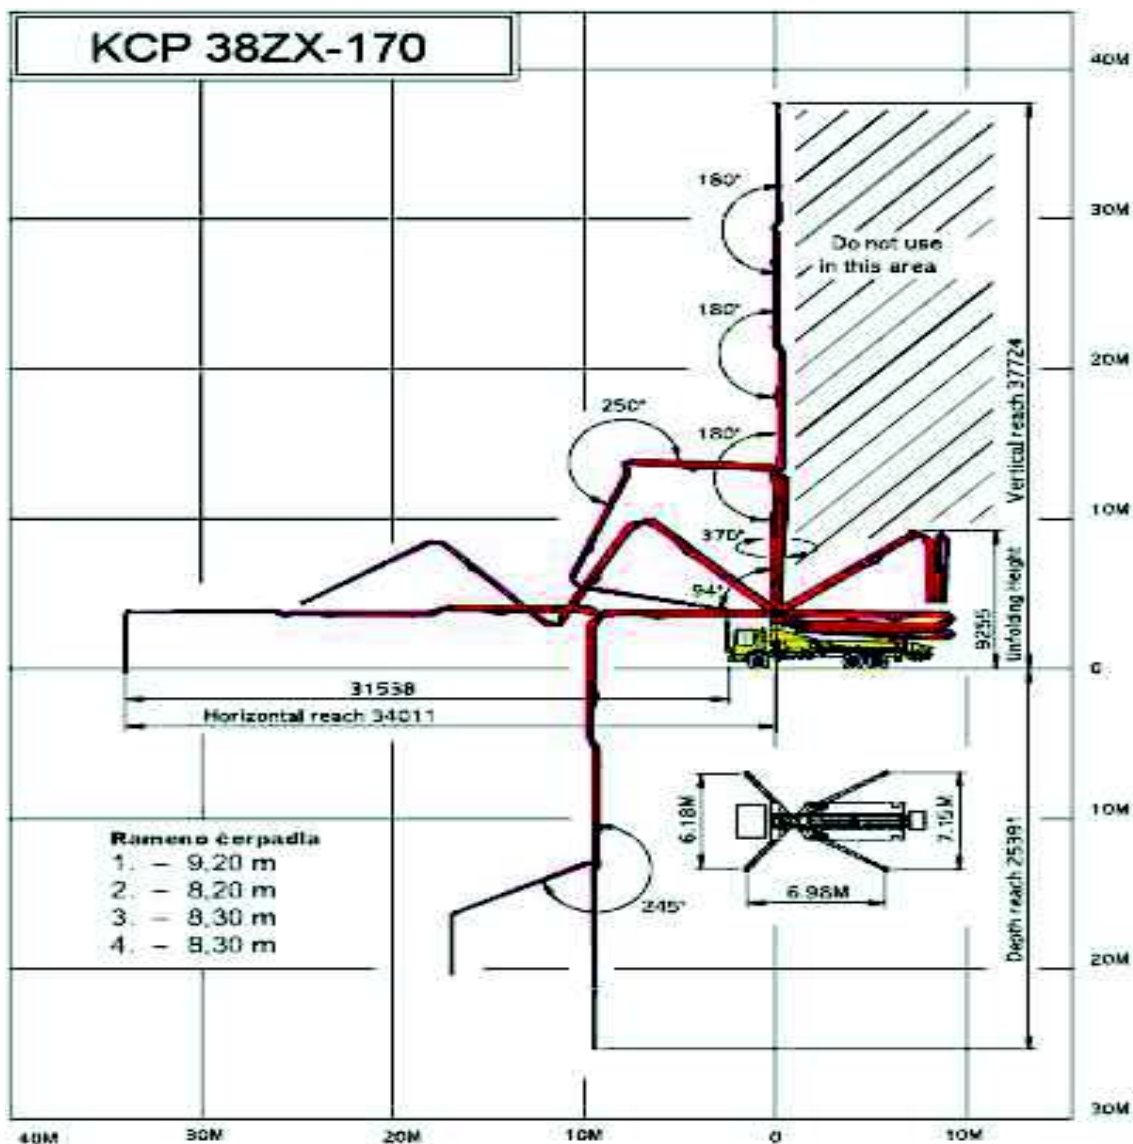 KCP 38ZX-170
40M
180°
30M
Do not use
in this area
180°
Vertical reach 37724
20M
250°
180°
10M
370°
94°
9255
Unfolding Height
0
31538
Horizontal reach 34011
6.18M
7.15M
10M
Rameno čerpadla
1. – 9,20 m
2. – 8,20 m
3. – 8,30 m
4. – 8,30 m
6.98M
245°
Depth reach 25391
20M
30M
40M
30M
20M
10M
0
10M